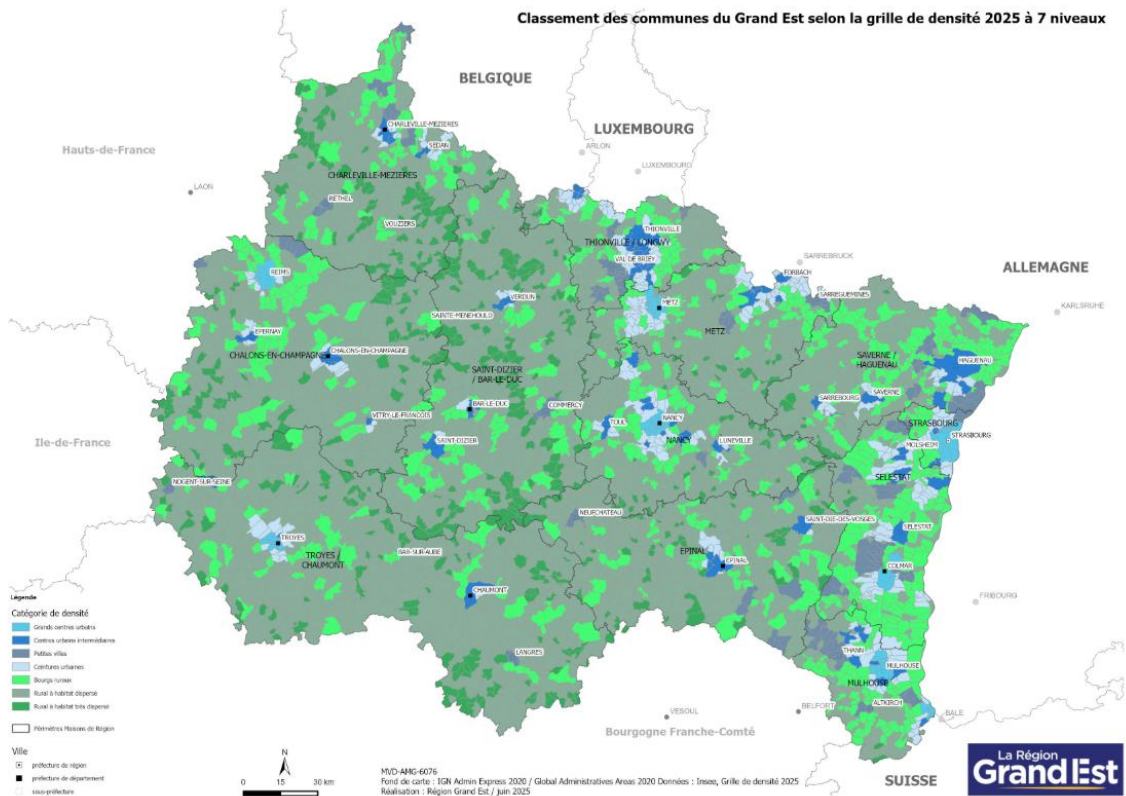 Classement des communes du Grand Est selon la grille de densité 2025 à 7 niveaux
BELGIQUE
LUXEMBOURG
Hauts-de-France
ARLON
LUXEMBOURG
CHARLEVILLE-MEZIERES
SEDAN
CHARLEVILLE-MEZIERES
LAON
RETHEL
VOUZIERS
THIONVILLE
THIONVILLE / LONGWY
VAL DE BRIEY
SARREBRUCK
ALLEMAGNE
FORBACH
REIMS
SARREGUEMINES
KARLSRUHE
VERDUN
METZ
SAINTE-MENEHOULD
METZ
EPERNAY
CHALONS-EN-CHAMPAGNE
CHALONS-EN-CHAMPAGNE
SAVERNE /
HAGUENAU
HAGUENAU
SAINT-DIZIER
/ BAR-LE-DUC
BAR-LE-DUC
COMMERCY
SARREBOURG
SAVERNE
VITRY-LE-FRANCOIS
TOUL
NANCY
STRASBOURG
STRASBOURG
Ile-de-France
SAINT-DIZIER
NANCY
LUNEVILLE
MOLSHEIM
SELESTAT
NOGENT-SUR-SEINE
NEUFCHATEAU
SAINT-DIE-DES-VOSGES
SELESTAT
TROYES
TROYES /
CHAUMONT
BAR-SUR-AUBE
EPINAL
EPINAL
COLMAR
CHAUMONT
FRIBOURG
LANGRES
THANN
MULHOUSE
MULHOUSE
ALTKIRCH
VESOUL
BELFORT
BALE
Bourgogne Franche-Comté
SUISSE
Légende
Catégorie de densité
Grands centres urbains
Centres urbains intermédiaires
Petites villes
Ceintures urbaines
Bourgs ruraux
Rural à habitat dispersé
Rural à habitat très dispersé
Périmètres Maisons de Région
Ville
préfecture de région
préfecture de département
sous-préfecture
N
0 15 30 km
MVD-AMG-6076
Fond de carte : IGN Admin Express 2020 / Global Administratives Areas 2020 Données : Insee, Grille de densité 2025
Réalisation : Région Grand Est / juin 2025
La Région
Grand Est